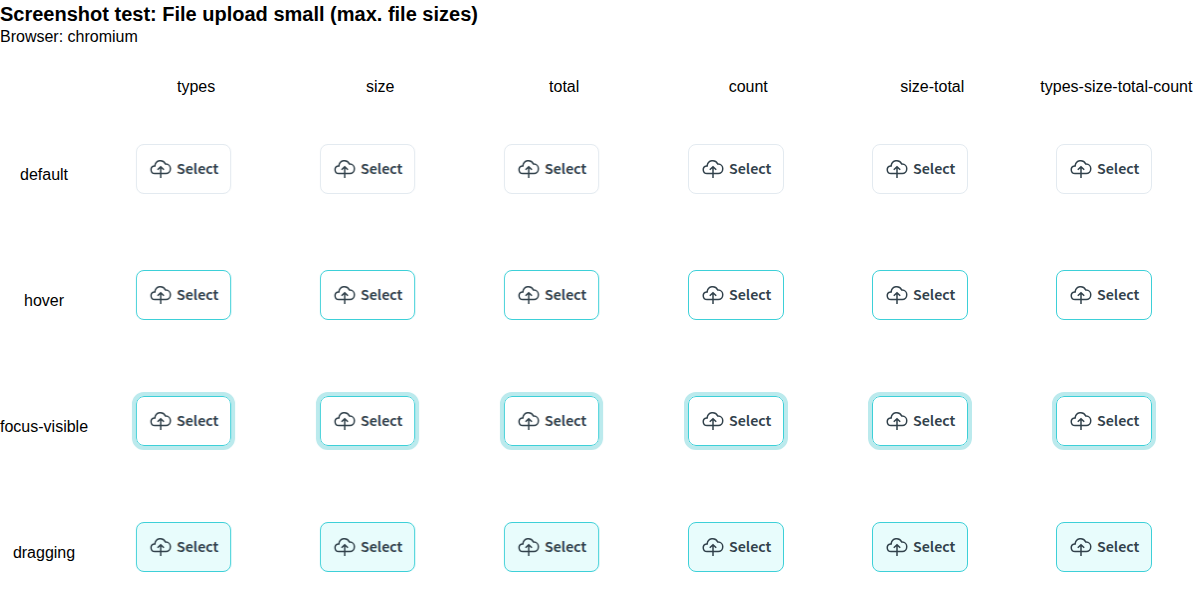 Screenshot test: File upload small (max. file sizes)
Browser: chromium
types size total count size-total types-size-total-count
default Select Select Select Select Select Select
hover Select Select Select Select Select Select
focus-visible Select Select Select Select Select Select
dragging Select Select Select Select Select Select